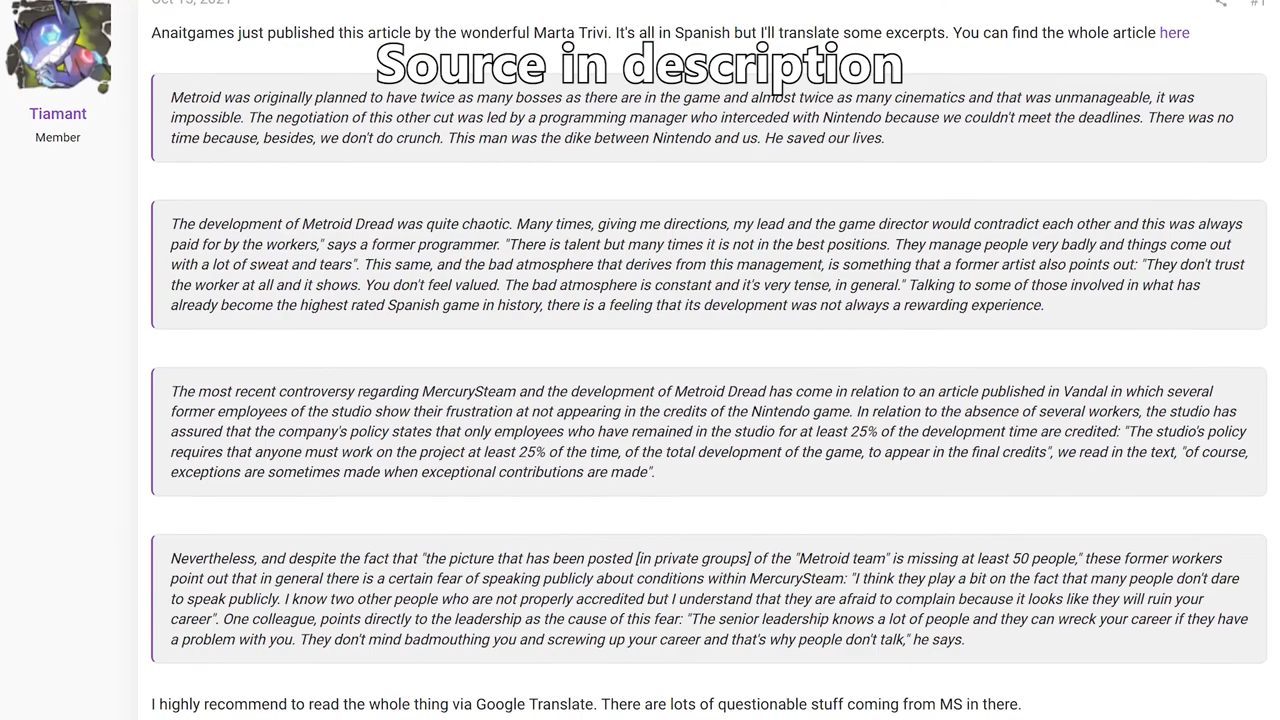 Oct 15, 2021
#1
Anaitgames just published this article by the wonderful Marta Trivi. It's all in Spanish but I'll translate some excerpts. You can find the whole article here
Source in description
Tiamant
Member
Metroid was originally planned to have twice as many bosses as there are in the game and almost twice as many cinematics and that was unmanageable, it was
impossible. The negotiation of this other cut was led by a programming manager who interceded with Nintendo because we couldn't meet the deadlines. There was no
time because, besides, we don't do crunch. This man was the dike between Nintendo and us. He saved our lives.
The development of Metroid Dread was quite chaotic. Many times, giving me directions, my lead and the game director would contradict each other and this was always
paid for by the workers," says a former programmer. "There is talent but many times it is not in the best positions. They manage people very badly and things come out
with a lot of sweat and tears". This same, and the bad atmosphere that derives from this management, is something that a former artist also points out: "They don't trust
the worker at all and it shows. You don't feel valued. The bad atmosphere is constant and it's very tense, in general." Talking to some of those involved in what has
already become the highest rated Spanish game in history, there is a feeling that its development was not always a rewarding experience.
The most recent controversy regarding MercurySteam and the development of Metroid Dread has come in relation to an article published in Vandal in which several
former employees of the studio show their frustration at not appearing in the credits of the Nintendo game. In relation to the absence of several workers, the studio has
assured that the company's policy states that only employees who have remained in the studio for at least 25% of the development time are credited: "The studio's policy
requires that anyone must work on the project at least 25% of the time, of the total development of the game, to appear in the final credits", we read in the text, "of course,
exceptions are sometimes made when exceptional contributions are made".
Nevertheless, and despite the fact that "the picture that has been posted [in private groups] of the "Metroid team" is missing at least 50 people," these former workers
point out that in general there is a certain fear of speaking publicly about conditions within MercurySteam: "I think they play a bit on the fact that many people don't dare
to speak publicly. I know two other people who are not properly accredited but I understand that they are afraid to complain because it looks like they will ruin your
career". One colleague, points directly to the leadership as the cause of this fear: "The senior leadership knows a lot of people and they can wreck your career if they have
a problem with you. They don't mind badmouthing you and screwing up your career and that's why people don't talk," he says.
I highly recommend to read the whole thing via Google Translate. There are lots of questionable stuff coming from MS in there.